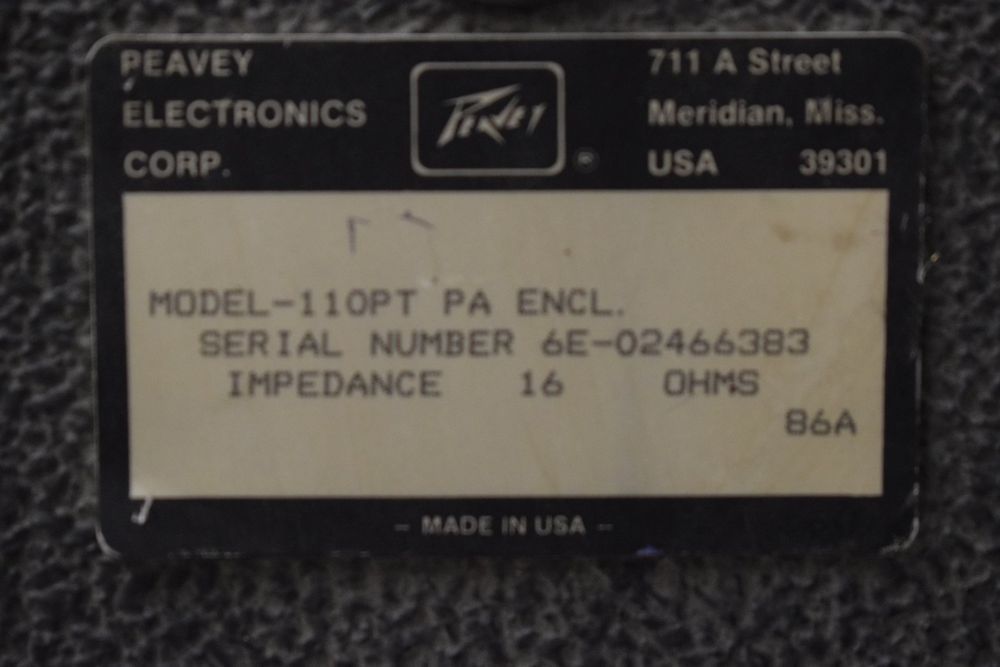 PEAVEY
ELECTRONICS
CORP.
PEAVEY
®
711 A Street
Meridian, Miss.
USA 39301
MODEL-110PT PA ENCL.
SERIAL NUMBER 6E-02466383
IMPEDANCE 16 OHMS
86A
– MADE IN USA –